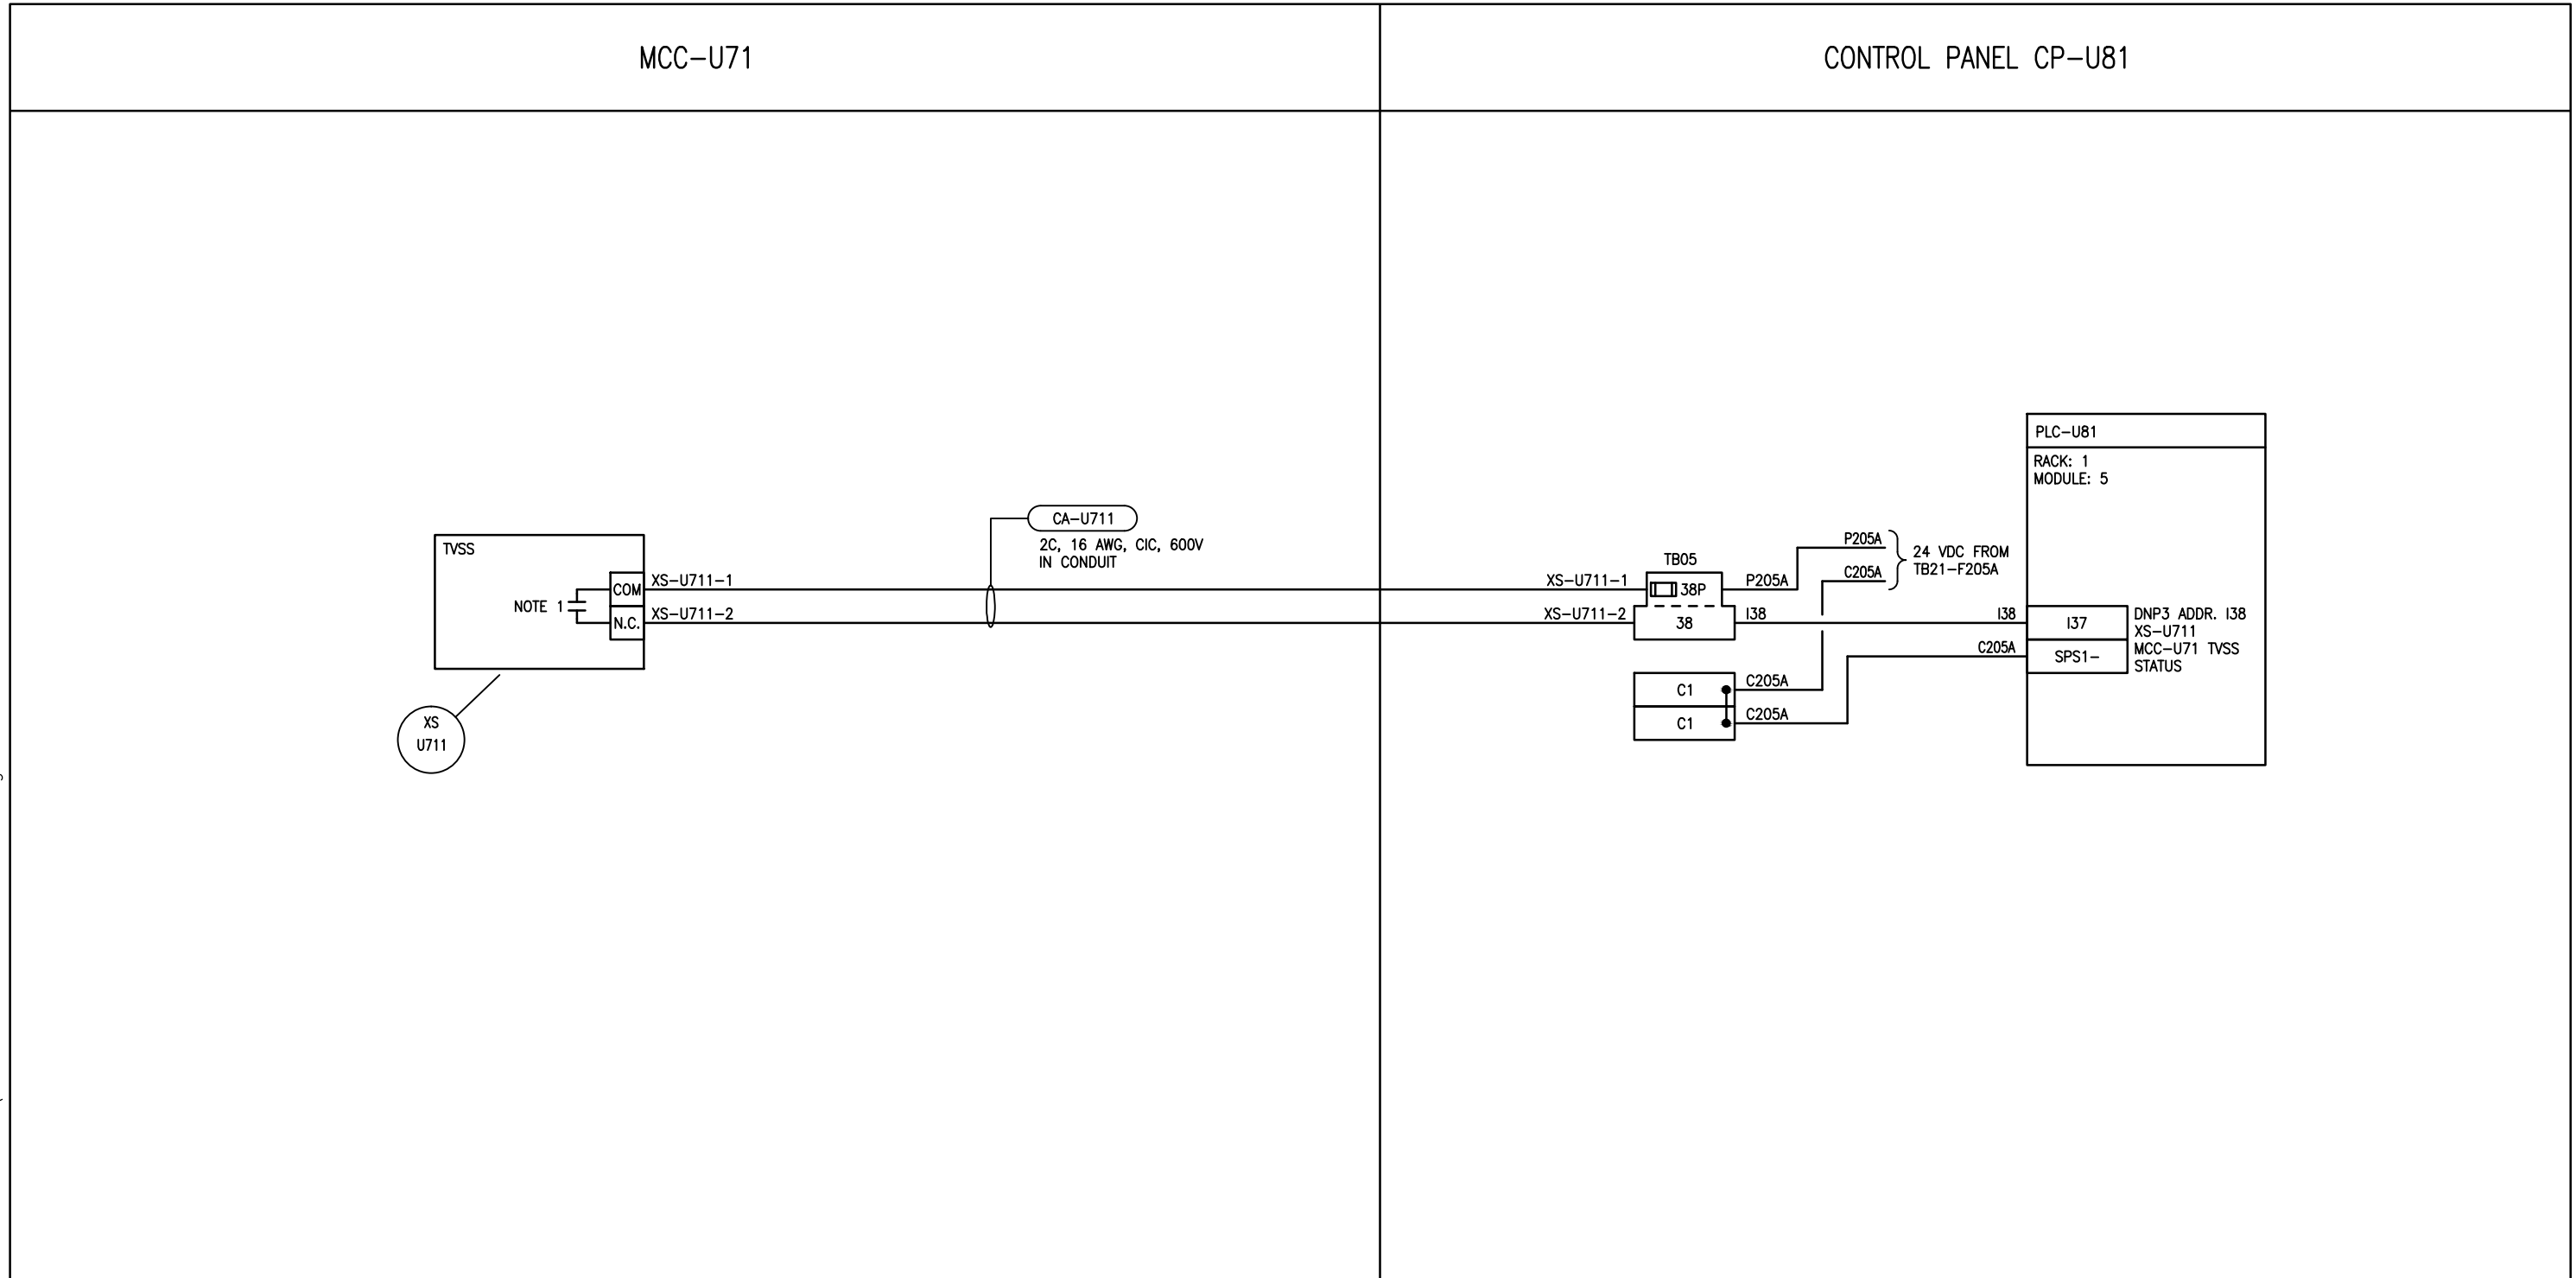 MCC-U71
CONTROL PANEL CP-U81
TVSS
NOTE 1
COM
N.C.
XS-U711-1
XS-U711-2
XS
U711
CA-U711
2C, 16 AWG, CIC, 600V
IN CONDUIT
XS-U711-1
XS-U711-2
TB05
38P
38
P205A
I38
C1
C1
C205A
C205A
P205A
C205A
24 VDC FROM
TB21-F205A
PLC-U81
RACK: 1
MODULE: 5
I38
C205A
I37
SPS1-
DNP3 ADDR. I38
XS-U711
MCC-U71 TVSS
STATUS